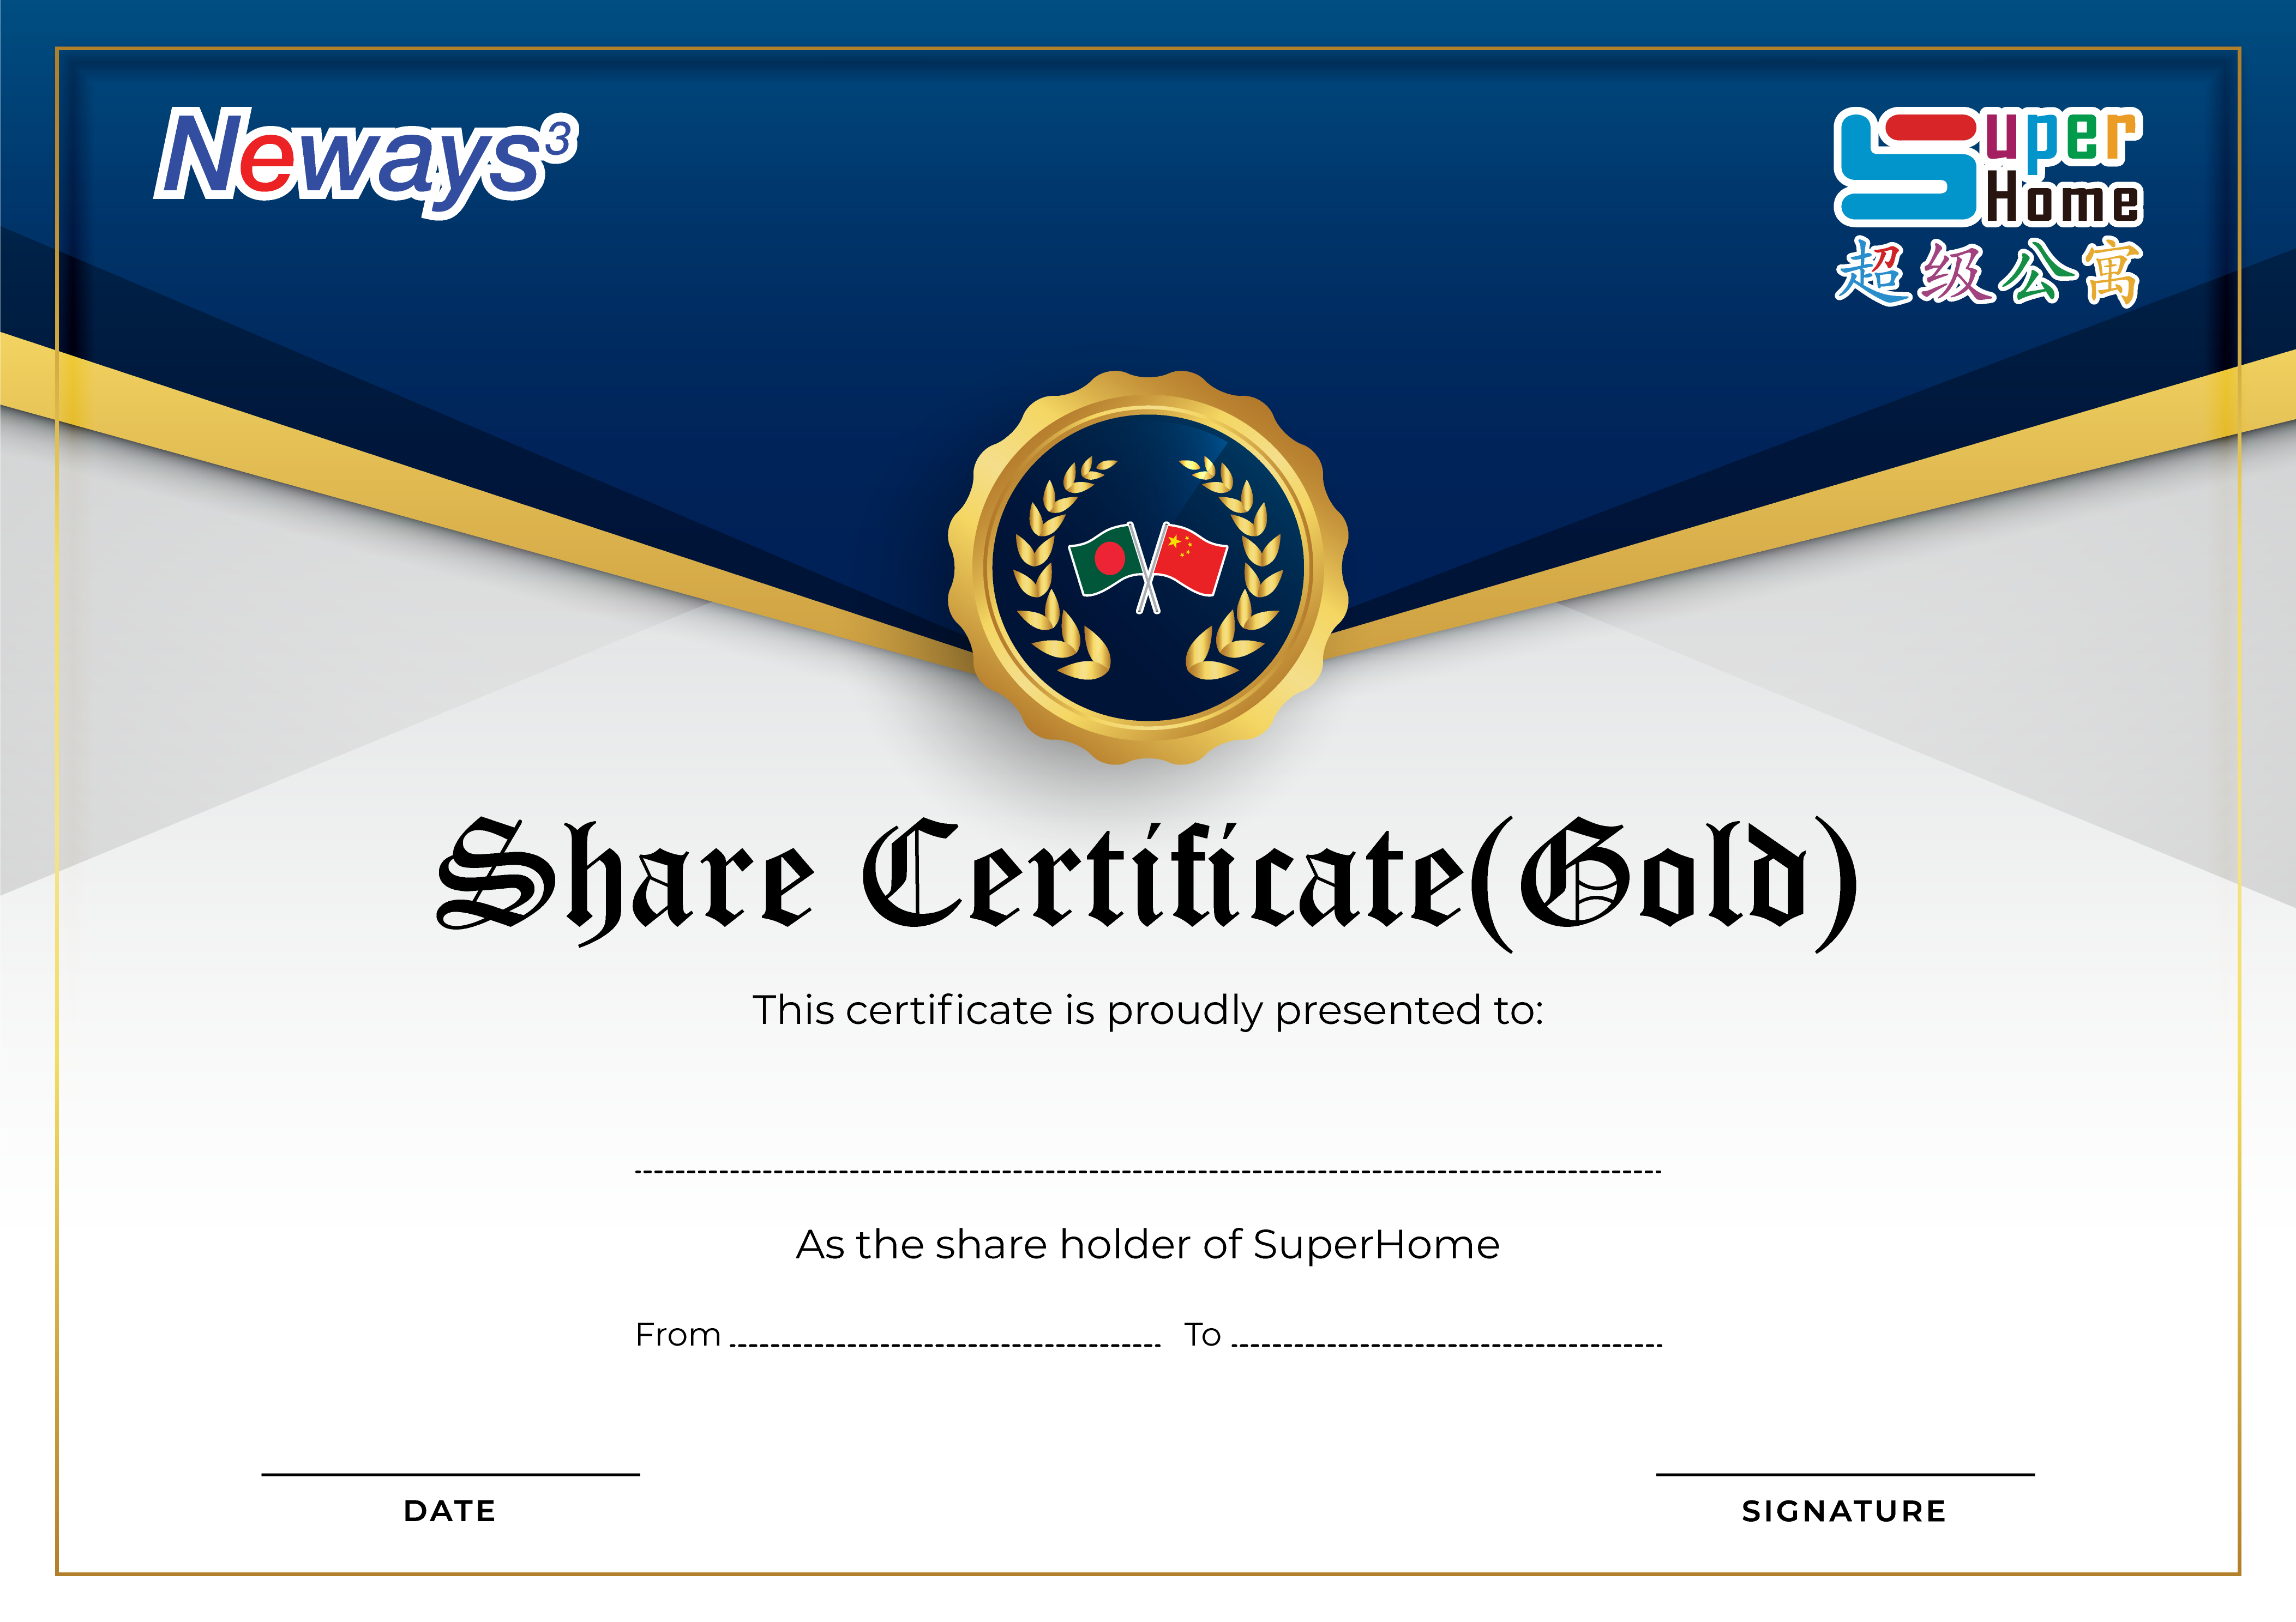 Neways3
Super
Home
超级公寓
Share Certificate(Gold)
This certificate is proudly presented to:
As the share holder of SuperHome
From To
DATE
SIGNATURE